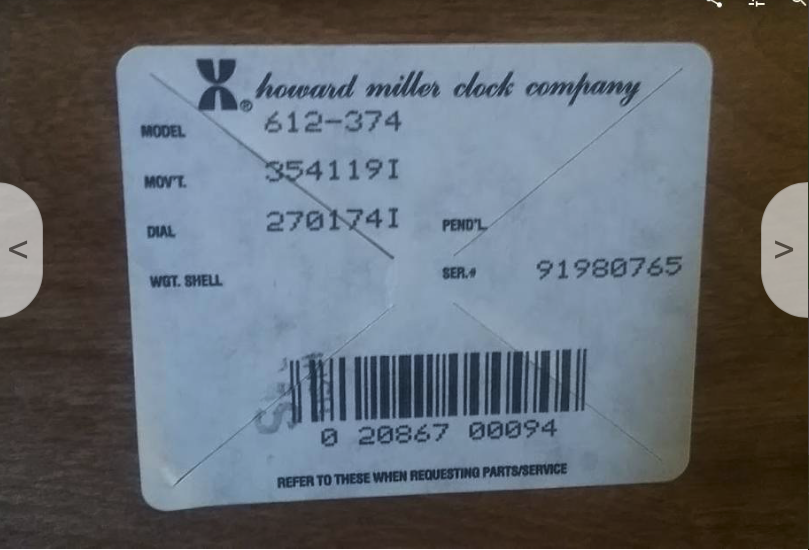 howard miller clock company
MODEL 612-374
MOV'T. 354119I
DIAL 270174I PEND'L
WGT. SHELL SER.# 91980765
0 20867 00094
REFER TO THESE WHEN REQUESTING PARTS/SERVICE